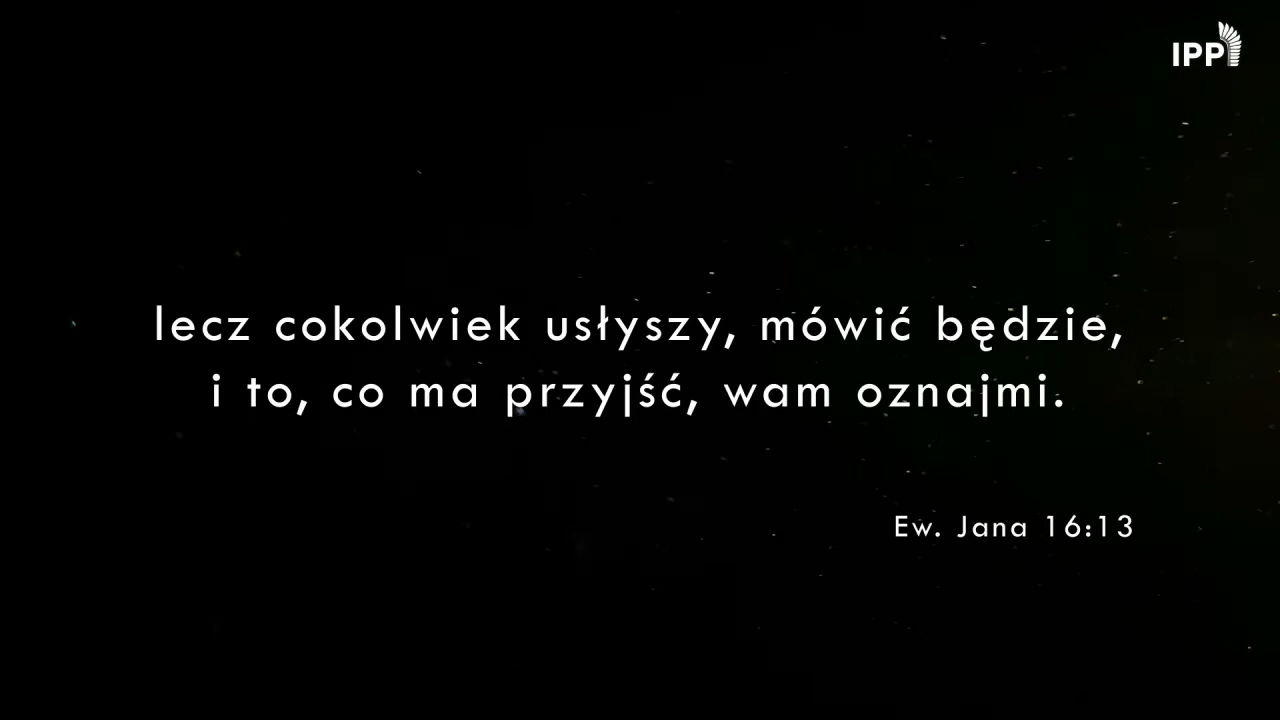 IPP
lecz cokolwiek usłyszy, mówić będzie,
i to, co ma przyjść, wam oznajmi.
Ew. Jana 16:13